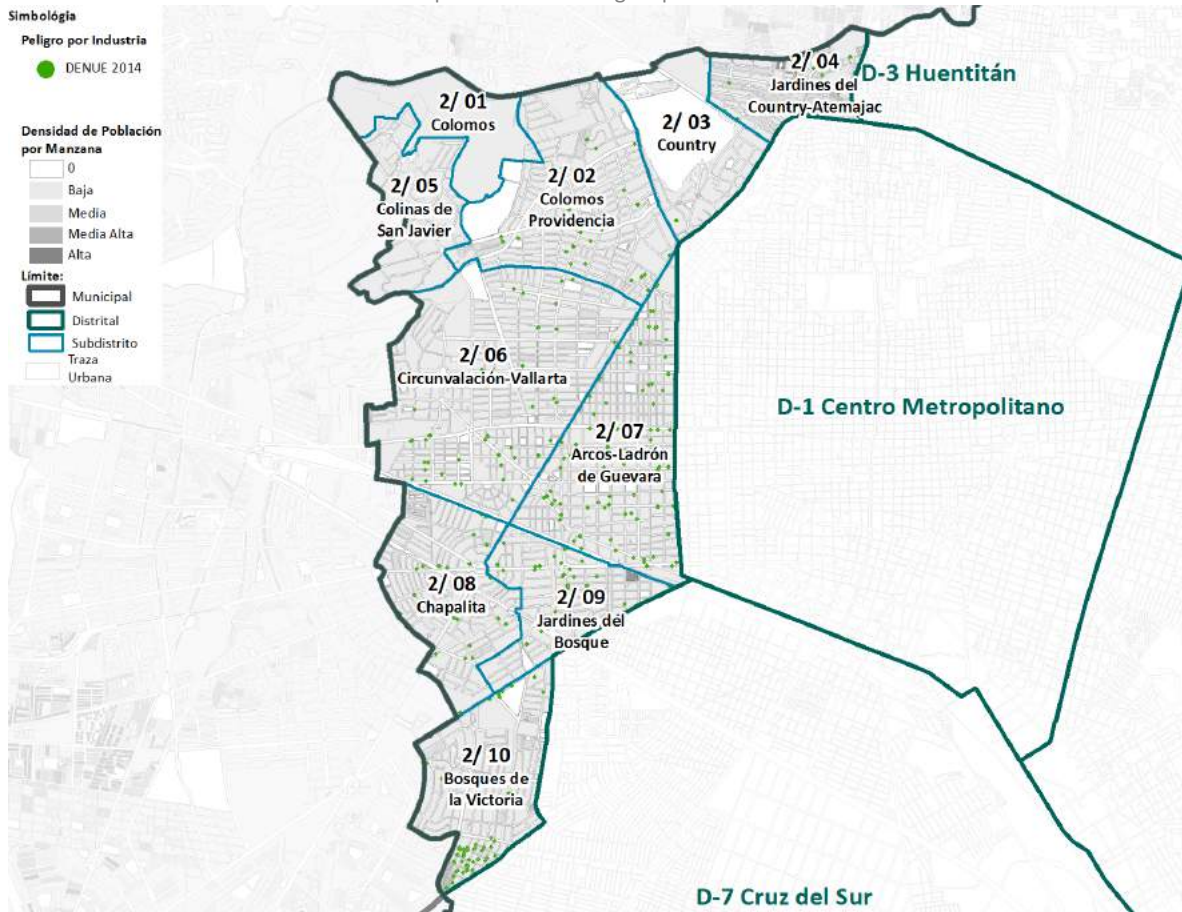 Simbológia
Peligro por Industria
DENUE 2014
Densidad de Población
por Manzana
0
Baja
Media
Media Alta
Alta
Límite:
Municipal
Distrital
Subdistrito
Traza
Urbana
2/ 04
Jardines del
Country-Atemajac
D-3 Huentitán
2/ 01
Colomos
2/ 03
Country
2/ 05
Colinas de
San Javier
2/ 02
Colomos
Providencia
2/ 06
Circunvalación-Vallarta
D-1 Centro Metropolitano
2/ 07
Arcos-Ladrón
de Guevara
2/ 08
Chapalita
2/ 09
Jardines del
Bosque
2/ 10
Bosques de
la Victoria
D-7 Cruz del Sur